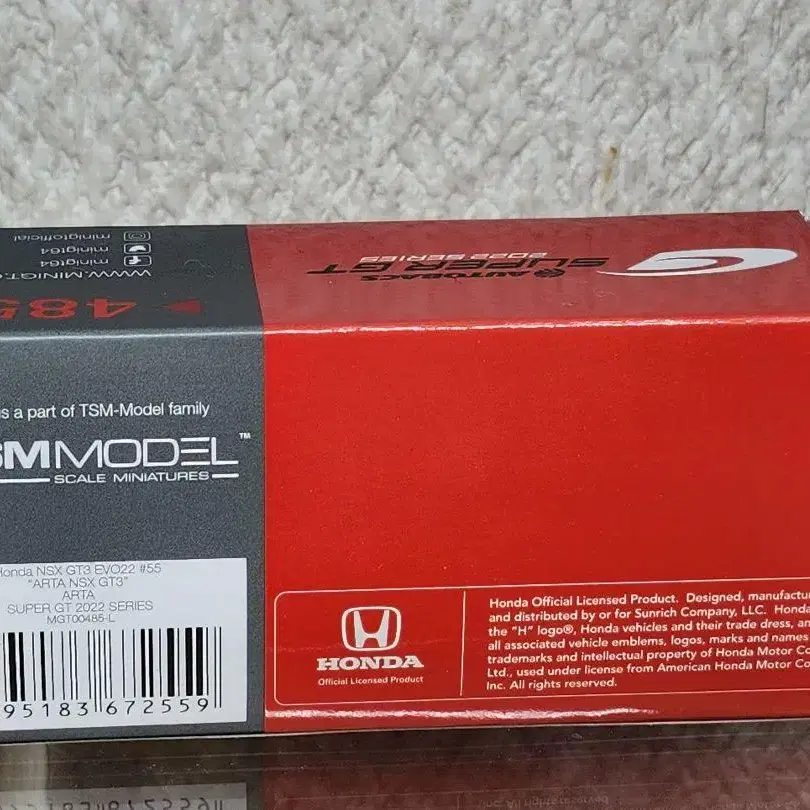 minigtofficial
minigt64
minigt64
WWW.MINIGT.
485
AUTOBACS
SUPER GT
2022 SERIES
is a part of TSM-Model family
SMMODEL™
SCALE MINIATURES
Honda NSX GT3 EVO22 #55
"ARTA NSX GT3"
ARTA
SUPER GT 2022 SERIES
MGT00485-L
95183 672559
HONDA
Official Licensed Product
Honda Official Licensed Product. Designed, manufactu
and distributed by or for Sunrich Company, LLC. Honda
the "H" logo®, Honda vehicles and their trade dress, an
all associated vehicle emblems, logos, marks and names
trademarks and intellectual property of Honda Motor Co
Ltd., used under license from American Honda Motor Co
Inc. All rights reserved.